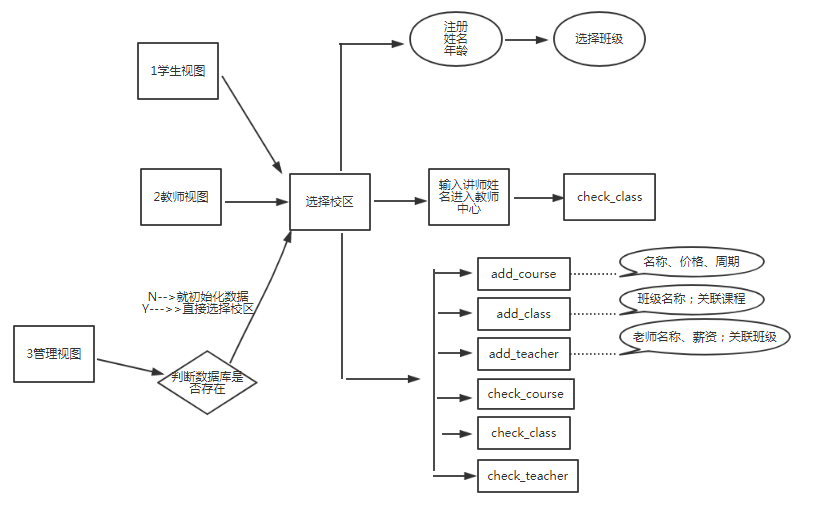 注册
姓名
年龄
选择班级
1学生视图
2教师视图
选择校区
输入讲师姓
名进入教师
中心
check_class
N-->就初始化数据
Y--->>直接选择校区
3管理视图
判断数据库是
否存在
add_course
名称、价格、周期
add_class
班级名称；关联课程
add_teacher
老师名称、薪资；关联班级
check_course
check_class
check_teacher